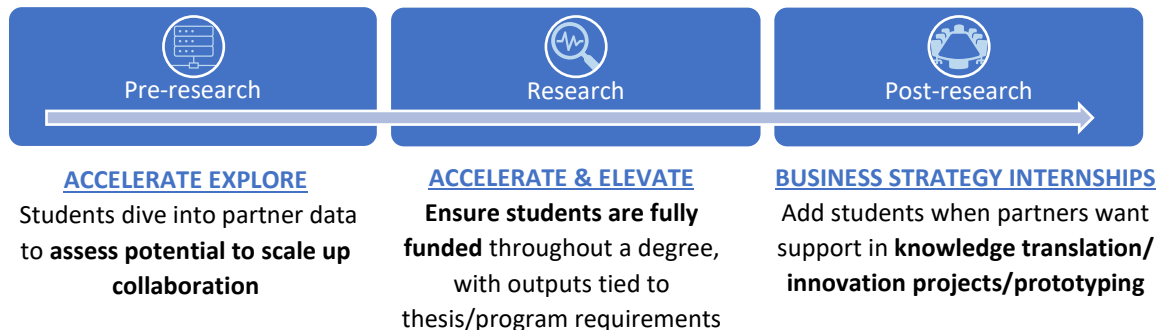 Pre-research
Research
Post-research
ACCELERATE EXPLORE
Students dive into partner data
to assess potential to scale up
collaboration
ACCELERATE & ELEVATE
Ensure students are fully
funded throughout a degree,
with outputs tied to
thesis/program requirements
BUSINESS STRATEGY INTERNSHIPS
Add students when partners want
support in knowledge translation/
innovation projects/prototyping